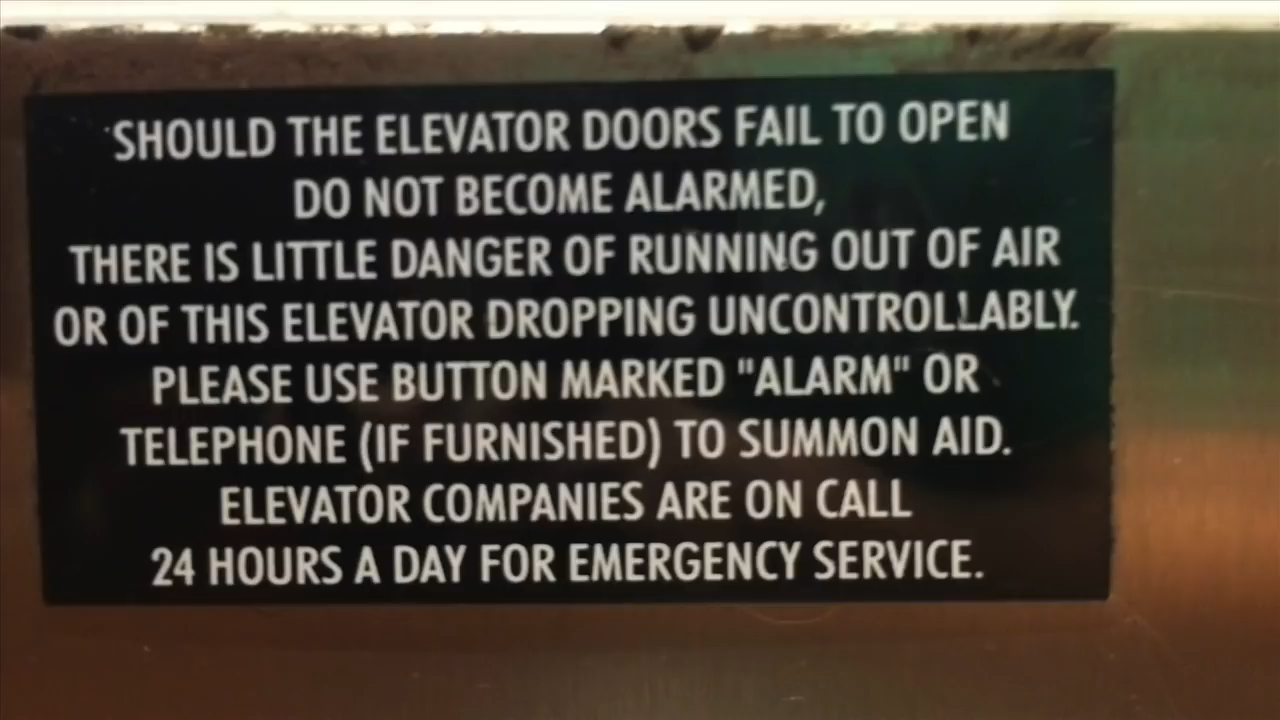 SHOULD THE ELEVATOR DOORS FAIL TO OPEN
DO NOT BECOME ALARMED,
THERE IS LITTLE DANGER OF RUNNING OUT OF AIR
OR OF THIS ELEVATOR DROPPING UNCONTROLLABLY.
PLEASE USE BUTTON MARKED "ALARM" OR
TELEPHONE (IF FURNISHED) TO SUMMON AID.
ELEVATOR COMPANIES ARE ON CALL
24 HOURS A DAY FOR EMERGENCY SERVICE.